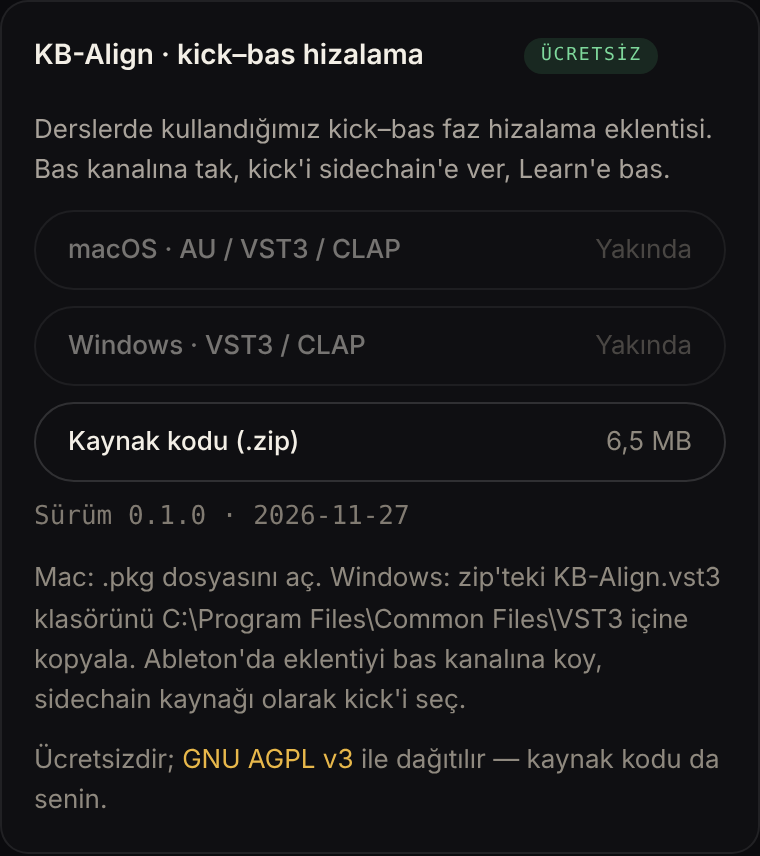 KB-Align · kick–bas hizalama
ÜCRETSİZ
Derslerde kullandığımız kick–bas faz hizalama eklentisi.
Bas kanalına tak, kick'i sidechain'e ver, Learn'e bas.
macOS · AU / VST3 / CLAP Yakında
Windows · VST3 / CLAP Yakında
Kaynak kodu (.zip) 6,5 MB
Sürüm 0.1.0 · 2026-11-27
Mac: .pkg dosyasını aç. Windows: zip'teki KB-Align.vst3
klasörünü C:\Program Files\Common Files\VST3 içine
kopyala. Ableton'da eklentiyi bas kanalına koy,
sidechain kaynağı olarak kick'i seç.
Ücretsizdir; GNU AGPL v3 ile dağıtılır — kaynak kodu da
senin.